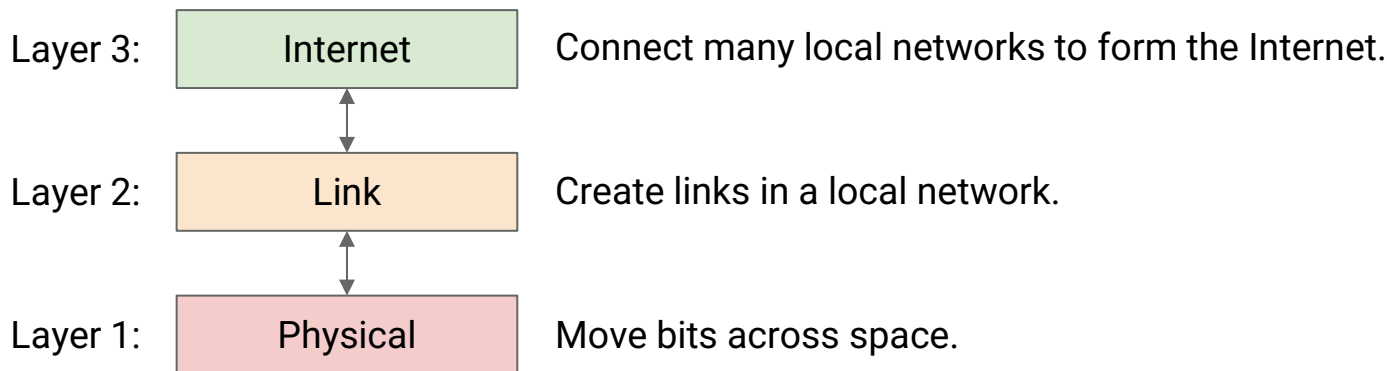 Layer 3: Internet Connect many local networks to form the Internet.
Layer 2: Link Create links in a local network.
Layer 1: Physical Move bits across space.